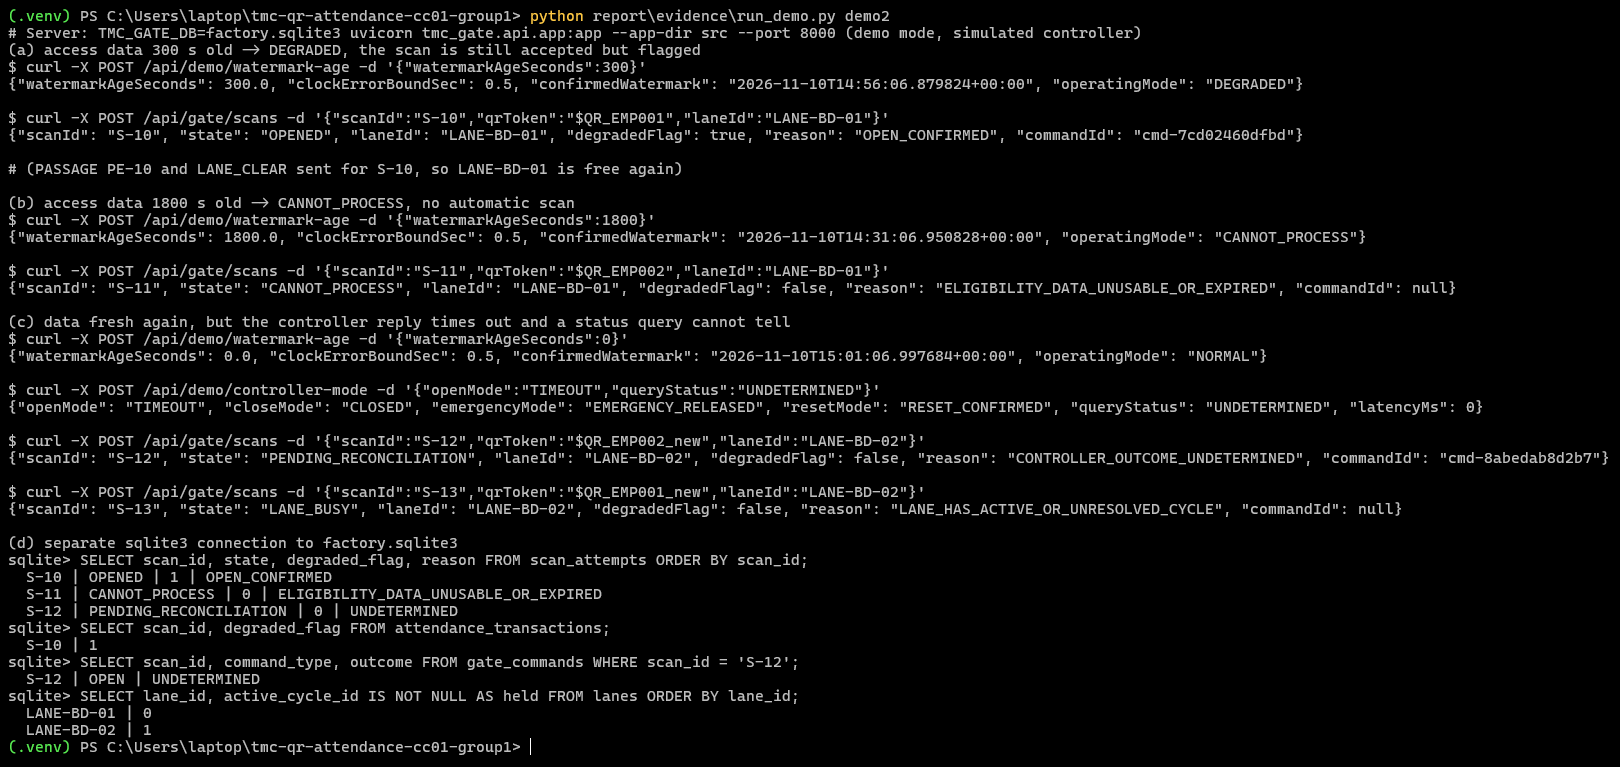 (.venv) PS C:\Users\laptop\tmc-qr-attendance-cc01-group1> python report\evidence\run_demo.py demo2
# Server: TMC_GATE_DB=factory.sqlite3 uvicorn tmc_gate.api.app:app --app-dir src --port 8000 (demo mode, simulated controller)
(a) access data 300 s old -> DEGRADED, the scan is still accepted but flagged
$ curl -X POST /api/demo/watermark-age -d '{"watermarkAgeSeconds":300}'
{"watermarkAgeSeconds": 300.0, "clockErrorBoundSec": 0.5, "confirmedWatermark": "2026-11-10T14:56:06.879824+00:00", "operatingMode": "DEGRADED"}
$ curl -X POST /api/gate/scans -d '{"scanId":"S-10","qrToken":"$QR_EMP001","laneId":"LANE-BD-01"}'
{"scanId": "S-10", "state": "OPENED", "laneId": "LANE-BD-01", "degradedFlag": true, "reason": "OPEN_CONFIRMED", "commandId": "cmd-7cd02460dfbd"}
# (PASSAGE PE-10 and LANE_CLEAR sent for S-10, so LANE-BD-01 is free again)
(b) access data 1800 s old -> CANNOT_PROCESS, no automatic scan
$ curl -X POST /api/demo/watermark-age -d '{"watermarkAgeSeconds":1800}'
{"watermarkAgeSeconds": 1800.0, "clockErrorBoundSec": 0.5, "confirmedWatermark": "2026-11-10T14:31:06.950828+00:00", "operatingMode": "CANNOT_PROCESS"}
$ curl -X POST /api/gate/scans -d '{"scanId":"S-11","qrToken":"$QR_EMP002","laneId":"LANE-BD-01"}'
{"scanId": "S-11", "state": "CANNOT_PROCESS", "laneId": "LANE-BD-01", "degradedFlag": false, "reason": "ELIGIBILITY_DATA_UNUSABLE_OR_EXPIRED", "commandId": null}
(c) data fresh again, but the controller reply times out and a status query cannot tell
$ curl -X POST /api/demo/watermark-age -d '{"watermarkAgeSeconds":0}'
{"watermarkAgeSeconds": 0.0, "clockErrorBoundSec": 0.5, "confirmedWatermark": "2026-11-10T15:01:06.997684+00:00", "operatingMode": "NORMAL"}
$ curl -X POST /api/demo/controller-mode -d '{"openMode":"TIMEOUT","queryStatus":"UNDETERMINED"}'
{"openMode": "TIMEOUT", "closeMode": "CLOSED", "emergencyMode": "EMERGENCY_RELEASED", "resetMode": "RESET_CONFIRMED", "queryStatus": "UNDETERMINED", "latencyMs": 0}
$ curl -X POST /api/gate/scans -d '{"scanId":"S-12","qrToken":"$QR_EMP002_new","laneId":"LANE-BD-02"}'
{"scanId": "S-12", "state": "PENDING_RECONCILIATION", "laneId": "LANE-BD-02", "degradedFlag": false, "reason": "CONTROLLER_OUTCOME_UNDETERMINED", "commandId": "cmd-8abedab8d2b7"}
$ curl -X POST /api/gate/scans -d '{"scanId":"S-13","qrToken":"$QR_EMP001_new","laneId":"LANE-BD-02"}'
{"scanId": "S-13", "state": "LANE_BUSY", "laneId": "LANE-BD-02", "degradedFlag": false, "reason": "LANE_HAS_ACTIVE_OR_UNRESOLVED_CYCLE", "commandId": null}
(d) separate sqlite3 connection to factory.sqlite3
sqlite> SELECT scan_id, state, degraded_flag, reason FROM scan_attempts ORDER BY scan_id;
S-10 | OPENED | 1 | OPEN_CONFIRMED
S-11 | CANNOT_PROCESS | 0 | ELIGIBILITY_DATA_UNUSABLE_OR_EXPIRED
S-12 | PENDING_RECONCILIATION | 0 | UNDETERMINED
sqlite> SELECT scan_id, degraded_flag FROM attendance_transactions;
S-10 | 1
sqlite> SELECT scan_id, command_type, outcome FROM gate_commands WHERE scan_id = 'S-12';
S-12 | OPEN | UNDETERMINED
sqlite> SELECT lane_id, active_cycle_id IS NOT NULL AS held FROM lanes ORDER BY lane_id;
LANE-BD-01 | 0
LANE-BD-02 | 1
(.venv) PS C:\Users\laptop\tmc-qr-attendance-cc01-group1>